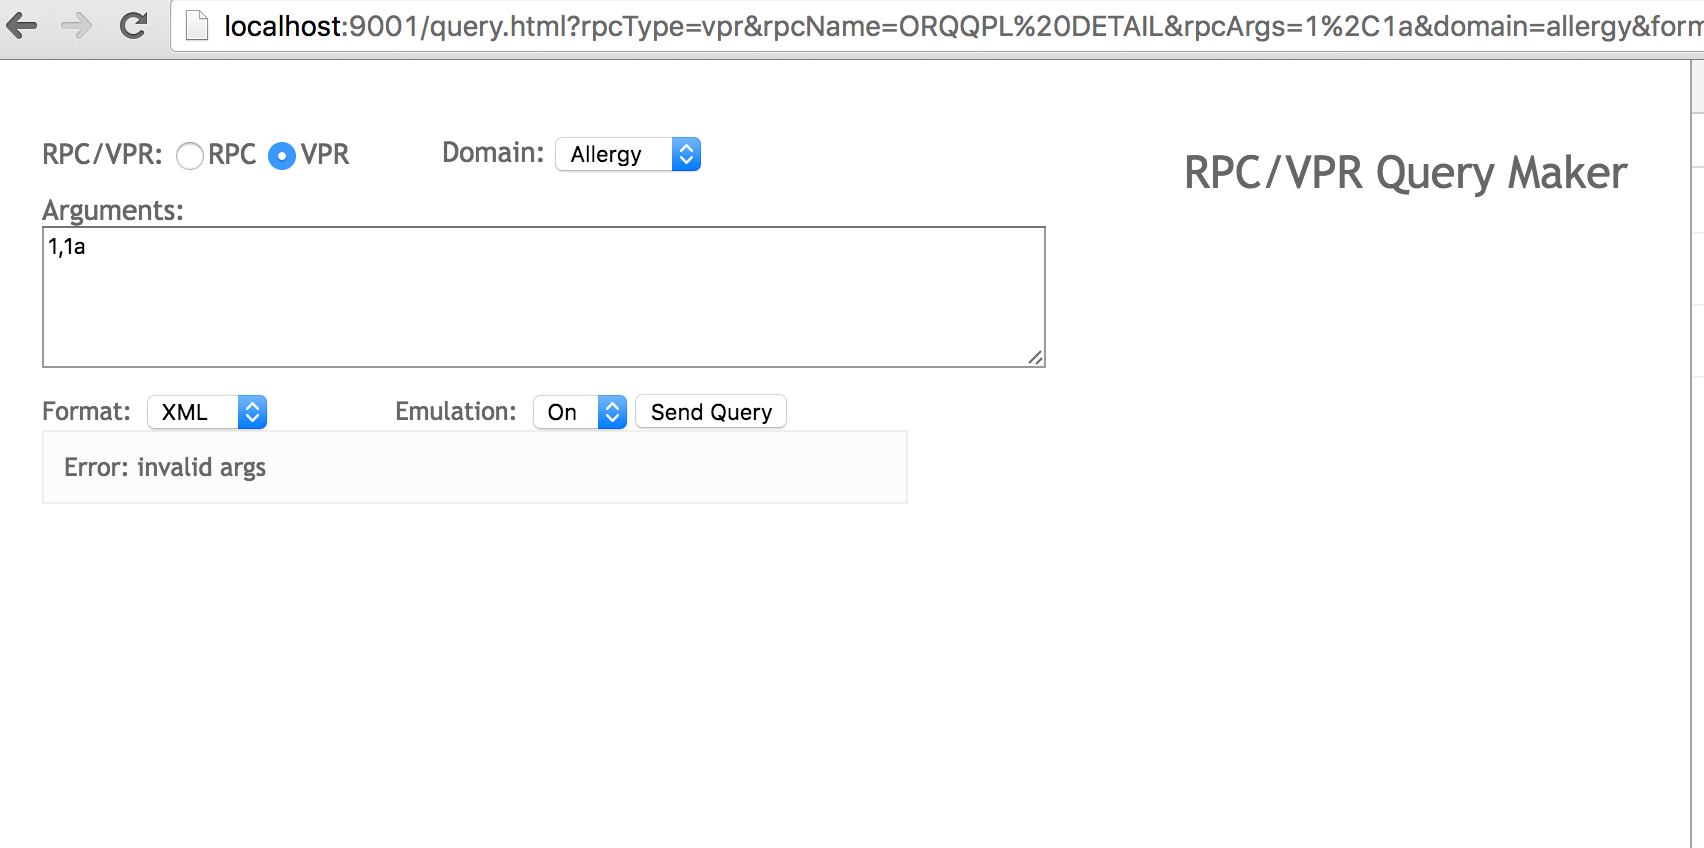 localhost:9001/query.html?rpcType=vpr&rpcName=ORQQPL%20DETAIL&rpcArgs=1%2C1a&domain=allergy&form
RPC/VPR: RPC VPR Domain: Allergy
RPC/VPR Query Maker
Arguments:
1,1a
Format: XML Emulation: On Send Query
Error: invalid args